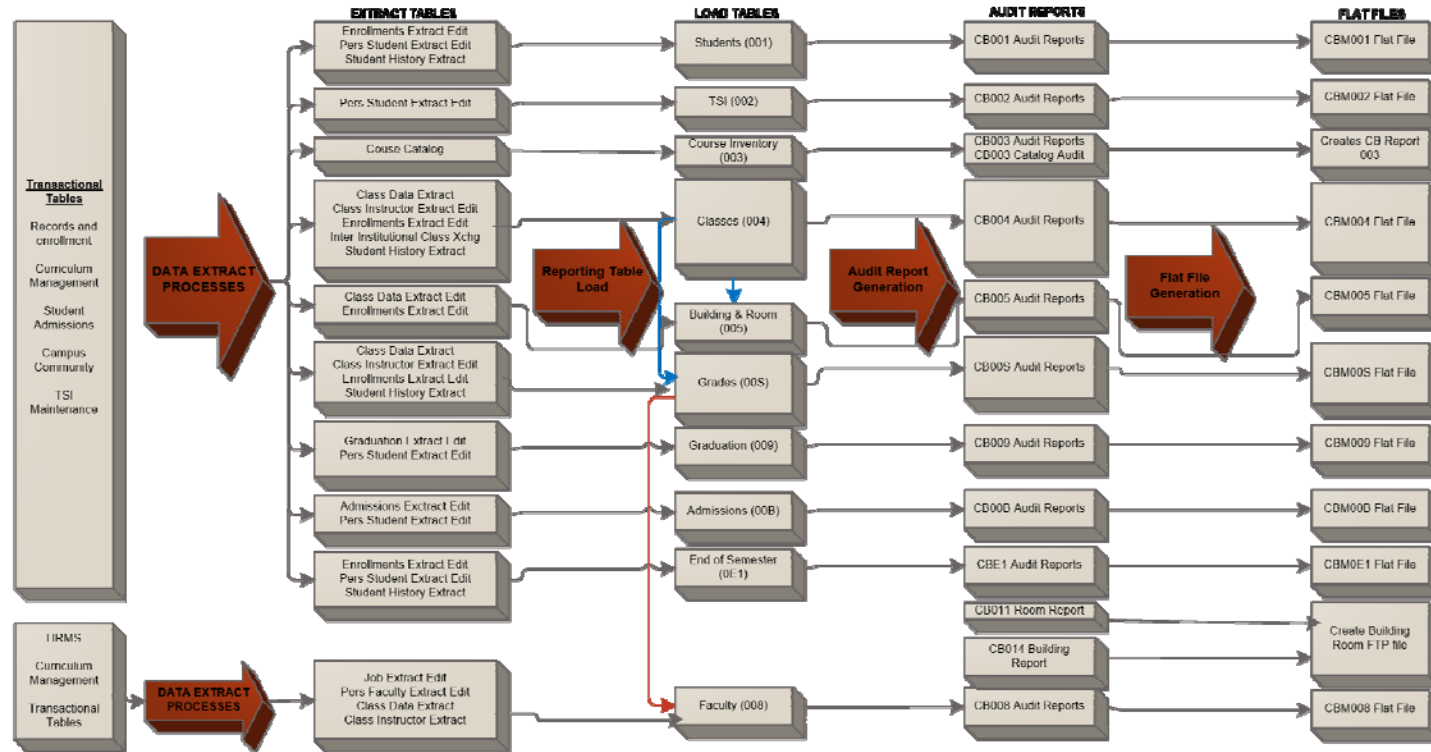 EXTRACT TABLES
LOAD TABLES
AUDIT REPORTS
FLAT FILES
Transactional
Tables
Records and
enrollment
Curriculum
Management
Student
Admissions
Campus
Community
TSI
Maintenance
DATA EXTRACT
PROCESSES
Enrollments Extract Edit
Pers Student Extract Edit
Student History Extract
Students (001)
CB001 Audit Reports
CBM001 Flat File
Pers Student Extract Edit
TSI (002)
CB002 Audit Reports
CBM002 Flat File
Couse Catalog
Course Inventory
(003)
CB003 Audit Reports
CB003 Catalog Audit
Creates CB Report
003
Class Data Extract
Class Instructor Extract Edit
Enrollments Extract Edit
Inter Institutional Class Xchg
Student History Extract
Reporting Table
Load
Classes (004)
Audit Report
Generation
CB004 Audit Reports
Flat File
Generation
CBM004 Flat File
Class Data Extract Edit
Enrollments Extract Edit
Building & Room
(005)
CB005 Audit Reports
CBM005 Flat File
Class Data Extract
Class Instructor Extract Edit
Enrollments Extract Edit
Student History Extract
Grades (00S)
CB00S Audit Reports
CBM00S Flat File
Graduation Extract Edit
Pers Student Extract Edit
Graduation (009)
CB009 Audit Reports
CBM009 Flat File
Admissions Exctract Edit
Pers Student Extract Edit
Admissions (00B)
CB00B Audit Reports
CBM00B Flat File
Enrollments Extract Edit
Pers Student Extract Edit
Student History Extract
End of Semester
(0E1)
CBE1 Audit Reports
CBM0E1 Flat File
CB011 Room Report
CB014 Building
Report
Create Building
Room FTP file
HRMS
Curriculum
Management
Transactional
Tables
DATA EXTRACT
PROCESSES
Job Extract Edit
Pers Faculty Extract Edit
Class Data Extract
Class Instructor Extract
Faculty (008)
CB008 Audit Reports
CBM008 Flat File